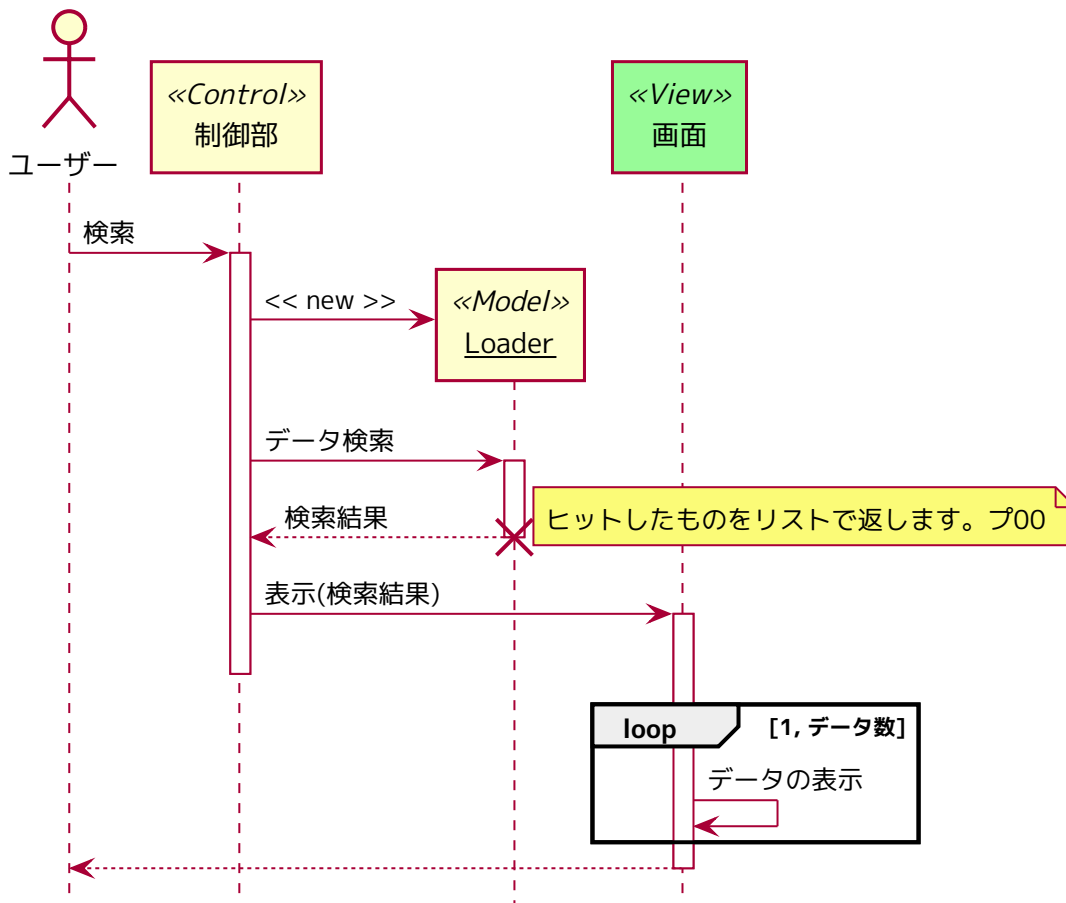 ユーザー
«Control»
制御部
«View»
画面
検索
<< new >>
«Model»
Loader
データ検索
検索結果
ヒットしたものをリストで返します。プ00
表示(検索結果)
loop
[1, データ数]
データの表示